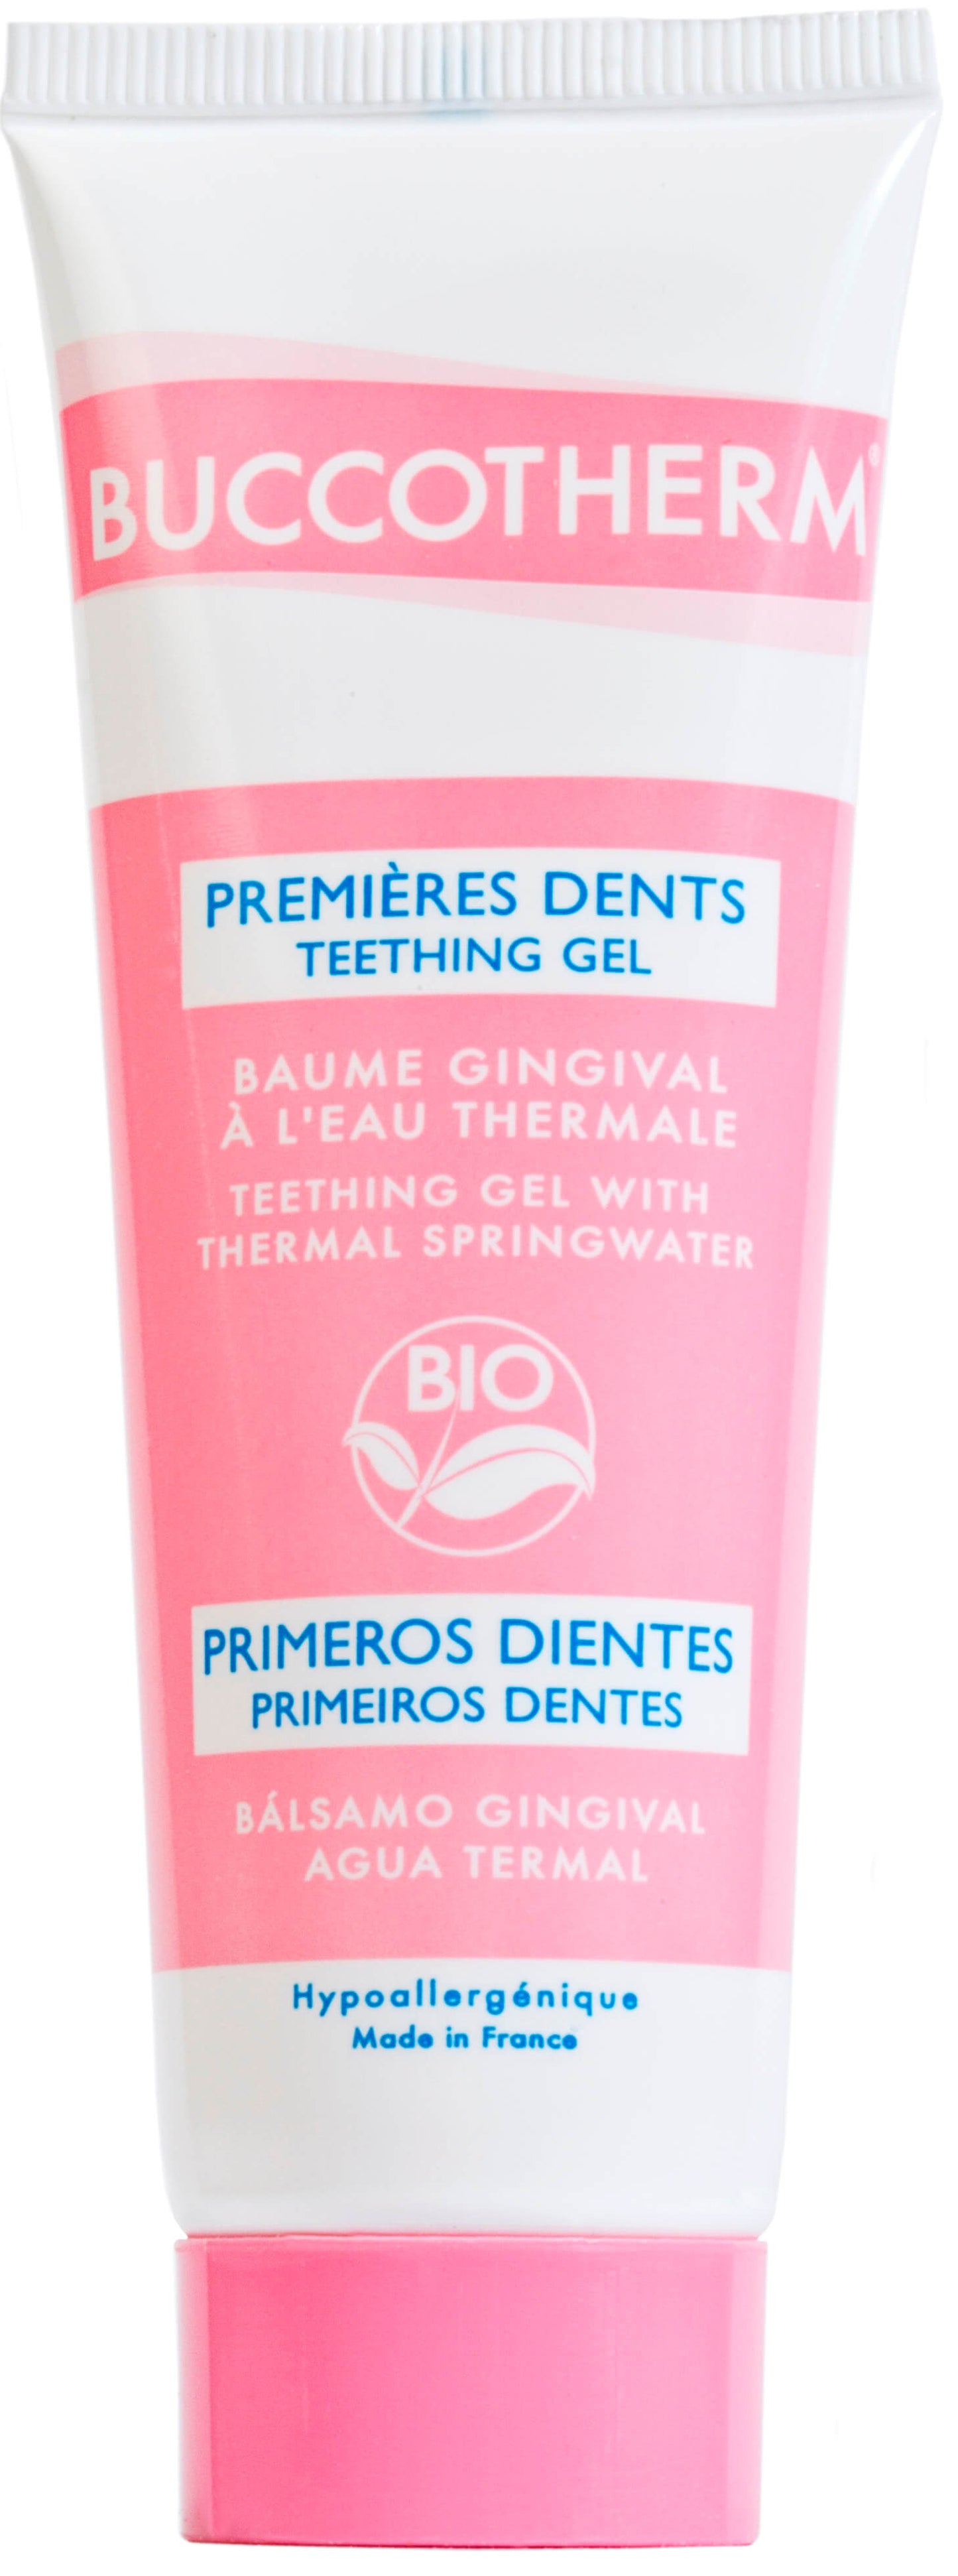 BUCCOTHERM®
PREMIÈRES DENTS
TEETHING GEL
BAUME GINGIVAL
À L'EAU THERMALE
TEETHING GEL WITH
THERMAL SPRINGWATER
BIO
PRIMEROS DIENTES
PRIMEIROS DENTES
BÁLSAMO GINGIVAL
AGUA TERMAL
Hypoallergénique
Made in France